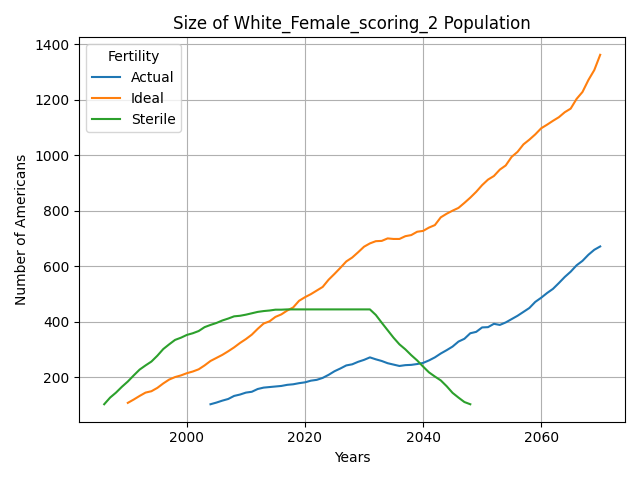 Size of White_Female_scoring_2 Population
Number of Americans
1400
1200
1000
800
600
400
200
Fertility
Actual
Ideal
Sterile
2000 2020 2040 2060
Years